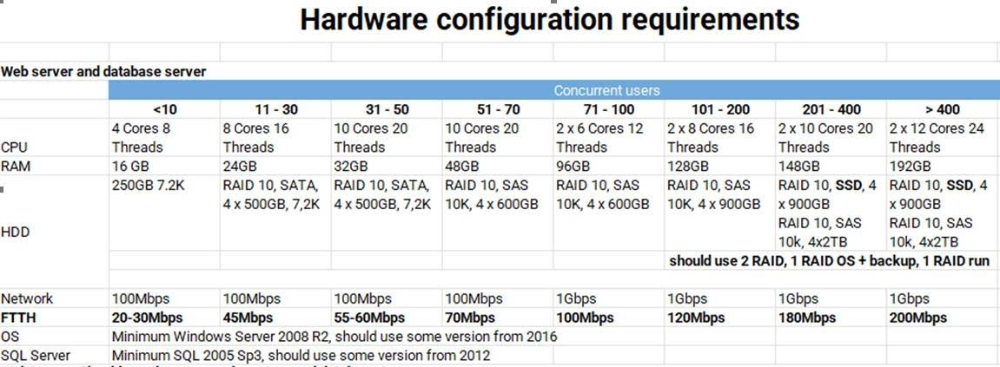 Hardware configuration requirements
Web server and database server
Concurrent users
<10 11 - 30 31 - 50 51 - 70 71 - 100 101 - 200 201 - 400 > 400
4 Cores 8 8 Cores 16 10 Cores 20 10 Cores 20 2 x 6 Cores 12 2 x 8 Cores 16 2 x 10 Cores 20 2 x 12 Cores 24
CPU Threads Threads Threads Threads Threads Threads Threads Threads
RAM 16 GB 24GB 32GB 48GB 96GB 128GB 148GB 192GB
250GB 7.2K RAID 10, SATA, RAID 10, SATA, RAID 10, SAS RAID 10, SAS RAID 10, SAS RAID 10, SSD, 4 RAID 10, SSD, 4
4 x 500GB, 7,2K 4 x 500GB, 7,2K 10K, 4 x 600GB 10K, 4 x 600GB 10K, 4 x 900GB x 900GB x 900GB
HDD RAID 10, SAS RAID 10, SAS
10k, 4x2TB 10k, 4x2TB
should use 2 RAID, 1 RAID OS + backup, 1 RAID run
Network 100Mbps 100Mbps 100Mbps 100Mbps 1Gbps 1Gbps 1Gbps 1Gbps
FTTH 20-30Mbps 45Mbps 55-60Mbps 70Mbps 100Mbps 120Mbps 180Mbps 200Mbps
OS Minimum Windows Server 2008 R2, should use some version from 2016
SQL Server Minimum SQL 2005 Sp3, should use some version from 2012